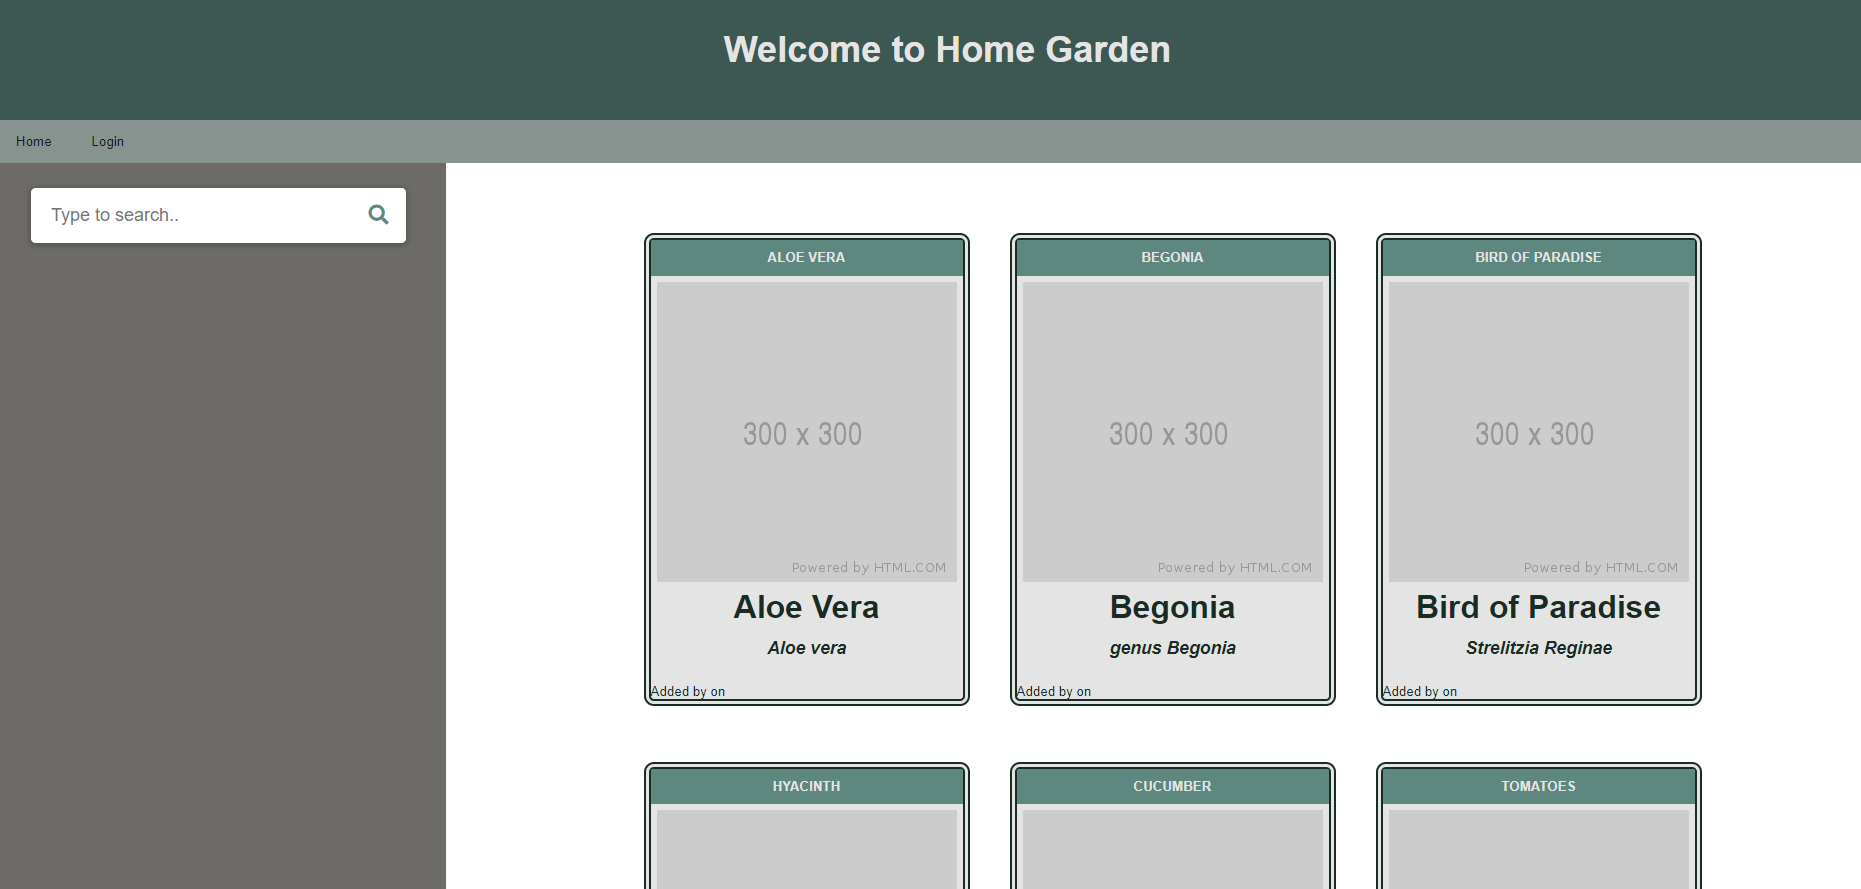 Welcome to Home Garden
Home Login
Type to search..
ALOE VERA
300 x 300
Powered by HTML.COM
Aloe Vera
Aloe vera
Added by on
BEGONIA
300 x 300
Powered by HTML.COM
Begonia
genus Begonia
Added by on
BIRD OF PARADISE
300 x 300
Powered by HTML.COM
Bird of Paradise
Strelitzia Reginae
Added by on
HYACINTH
CUCUMBER
TOMATOES